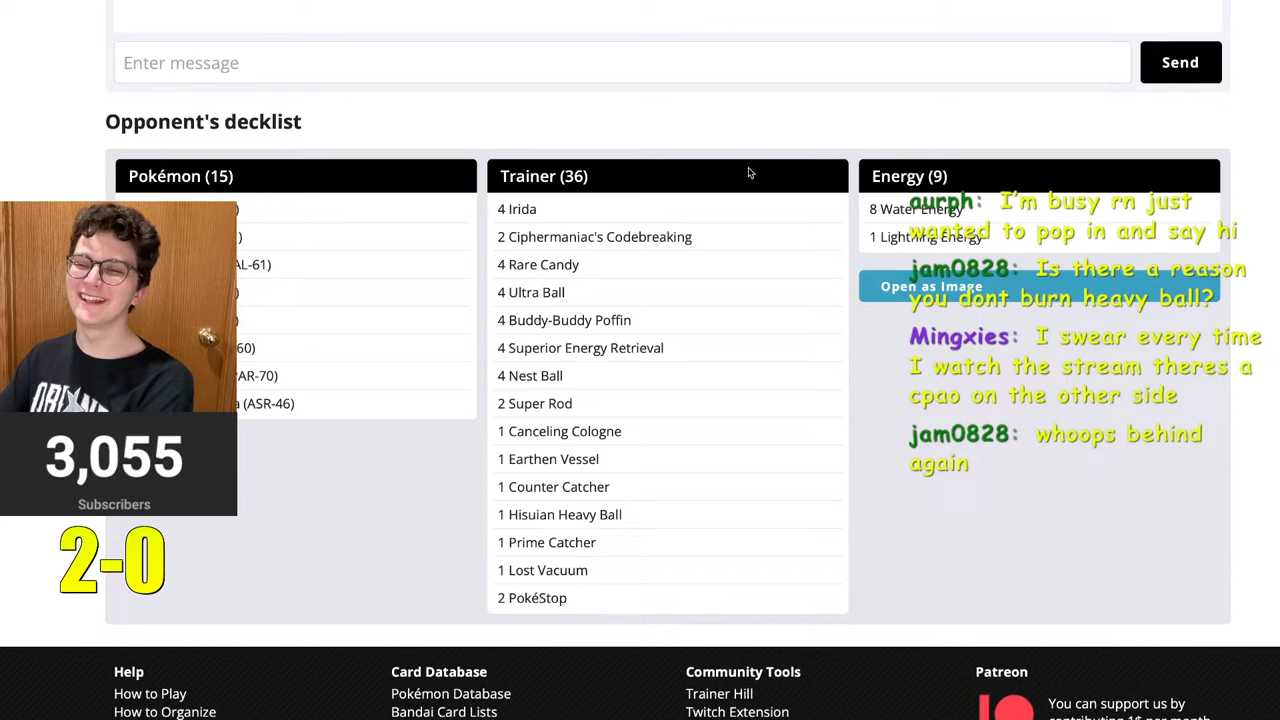 Enter message
Send
Opponent's decklist
Pokémon (15)
Trainer (36)
Energy (9)
)
)
AL-61)
)
)
60)
PAR-70)
a (ASR-46)
4 Irida
2 Ciphermaniac's Codebreaking
4 Rare Candy
4 Ultra Ball
4 Buddy-Buddy Poffin
4 Superior Energy Retrieval
4 Nest Ball
2 Super Rod
1 Canceling Cologne
1 Earthen Vessel
1 Counter Catcher
1 Hisuian Heavy Ball
1 Prime Catcher
1 Lost Vacuum
2 PokéStop
8 Water Energy
1 Lightning Energy
Open as Image
aurph: I'm busy rn just
wanted to pop in and say hi
jam0828: Is there a reason
you dont burn heavy ball?
Mingxies: I swear every time
I watch the stream theres a
cpao on the other side
jam0828: whoops behind
again
3,055
Subscribers
2-0
Help
How to Play
How to Organize
Card Database
Pokémon Database
Bandai Card Lists
Community Tools
Trainer Hill
Twitch Extension
Patreon
You can support us by
contributing 1$ per month